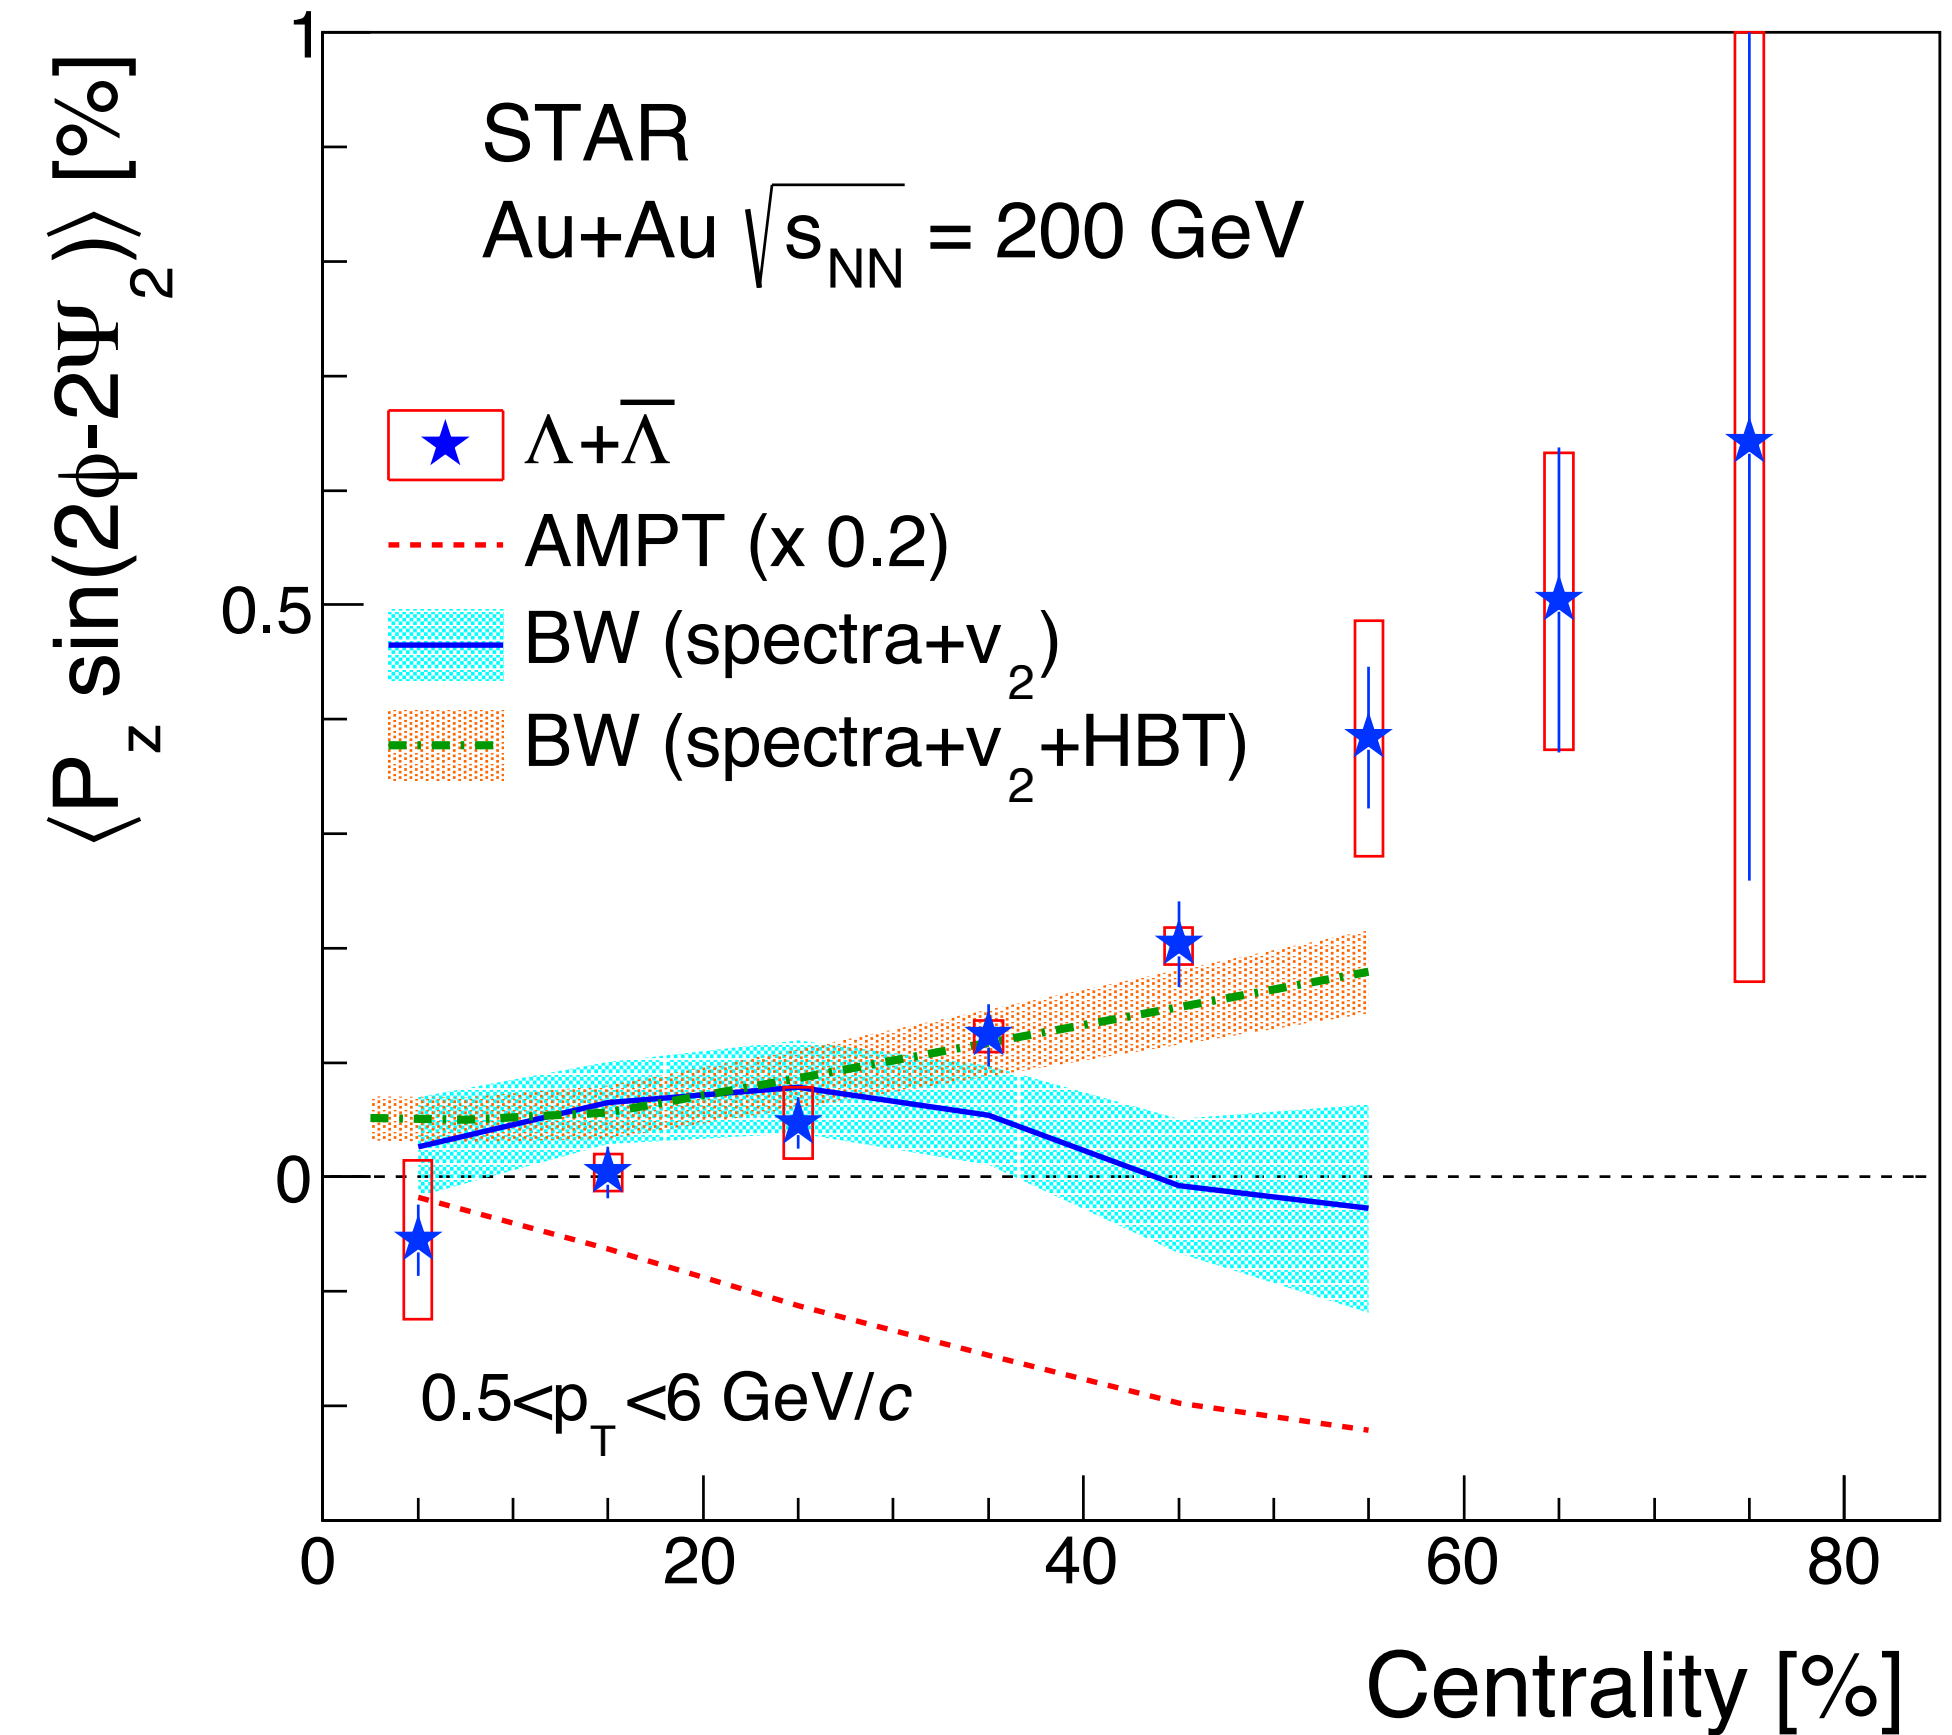 ⟨P_z sin(2ϕ-2Ψ_2)⟩ [%]
1
0.5
0
STAR
Au+Au √s_NN = 200 GeV
Λ+Λ̅
AMPT (x 0.2)
BW (spectra+v_2)
BW (spectra+v_2+HBT)
0.5<p_T<6 GeV/c
0 20 40 60 80
Centrality [%]